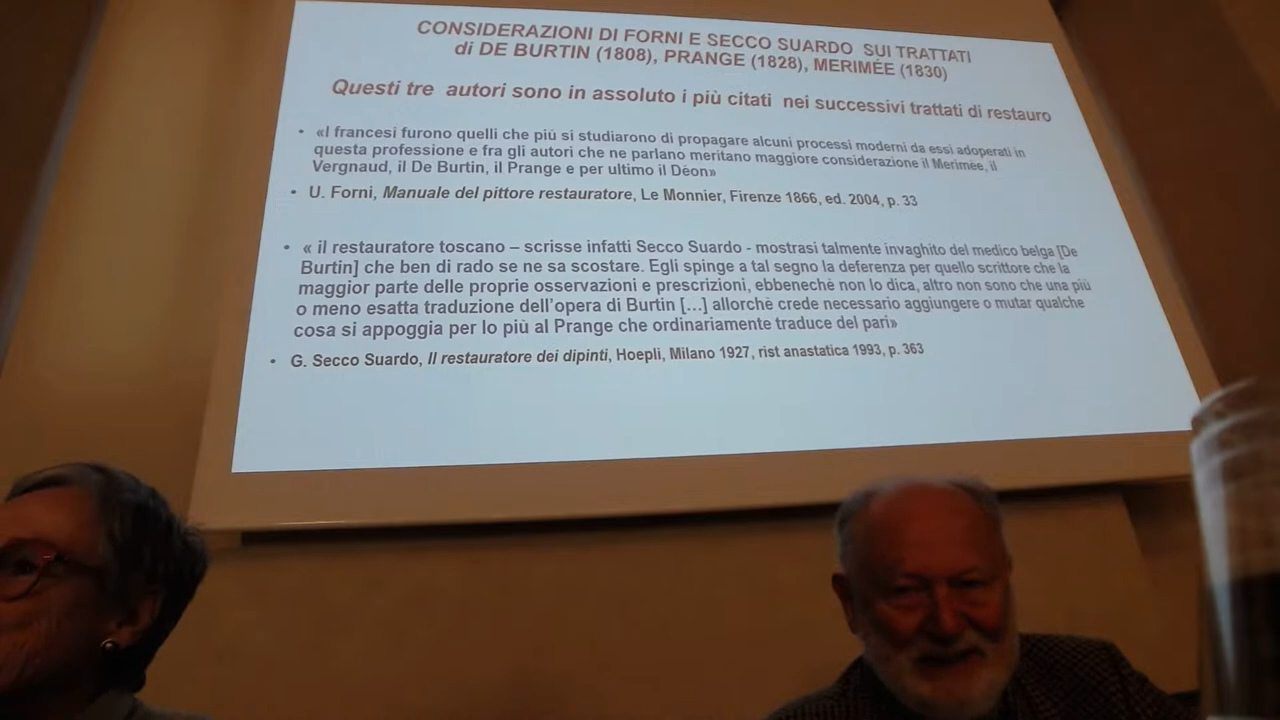 CONSIDERAZIONI DI FORNI E SECCO SUARDO SUI TRATTATI
di DE BURTIN (1808), PRANGE (1828), MERIMÉE (1830)
Questi tre autori sono in assoluto i più citati nei successivi trattati di restauro
• «I francesi furono quelli che più si studiarono di propagare alcuni processi moderni da essi adoperati in
questa professione e fra gli autori che ne parlano meritano maggiore considerazione il Merimée, il
Vergnaud, il De Burtin, il Prange e per ultimo il Déon»
• U. Forni, Manuale del pittore restauratore, Le Monnier, Firenze 1866, ed. 2004, p. 33
• « il restauratore toscano – scrisse infatti Secco Suardo - mostrasi talmente invaghito del medico belga [De
Burtin] che ben di rado se ne sa scostare. Egli spinge a tal segno la deferenza per quello scrittore che la
maggior parte delle proprie osservazioni e prescrizioni, ebbenechè non lo dica, altro non sono che una più
o meno esatta traduzione dell'opera di Burtin [...] allorchè crede necessario aggiungere o mutar qualche
cosa si appoggia per lo più al Prange che ordinariamente traduce del pari»
• G. Secco Suardo, Il restauratore dei dipinti, Hoepli, Milano 1927, rist anastatica 1993, p. 363